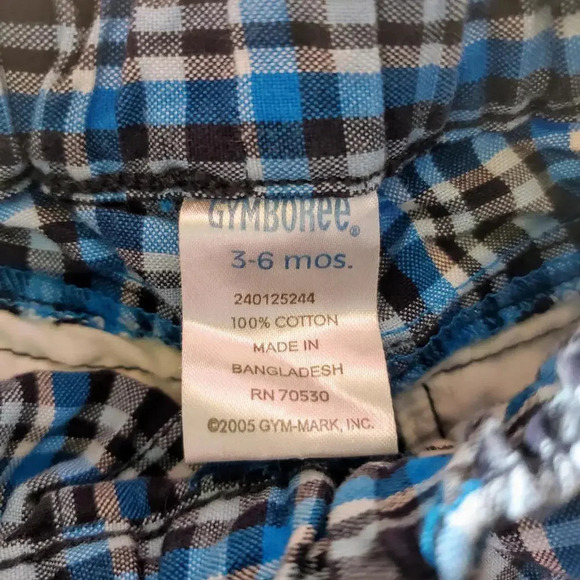 GYMBOREE®
3-6 mos.
240125244
100% COTTON
MADE IN
BANGLADESH
RN 70530
©2005 GYM-MARK, INC.